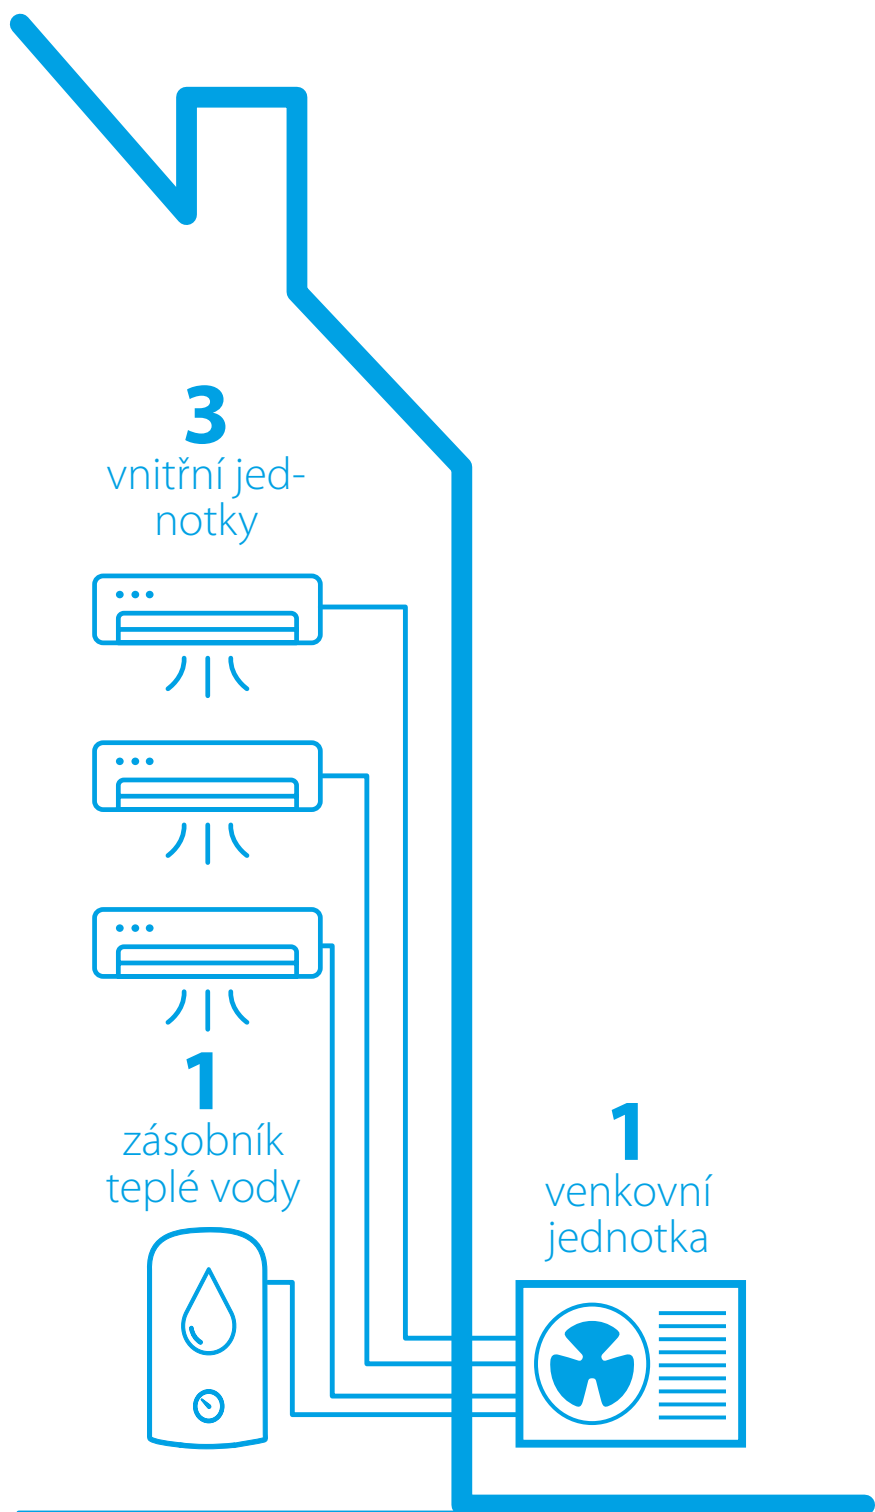 3
vnitřní jed-
notky
1
zásobník
teplé vody
1
venkovní
jednotka